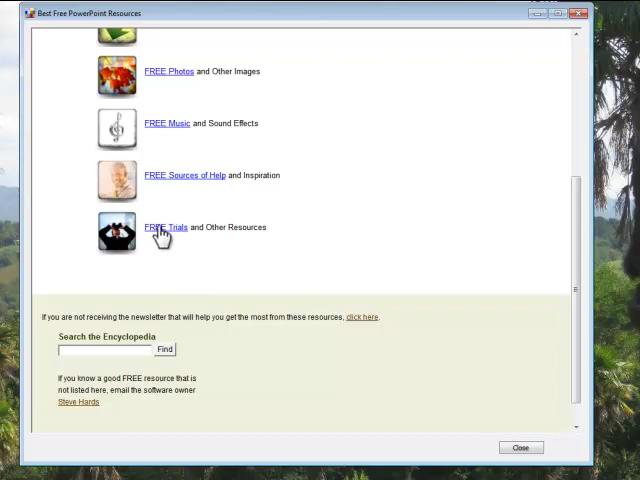 Best Free PowerPoint Resources
FREE Photos and Other Images
FREE Music and Sound Effects
FREE Sources of Help and Inspiration
FREE Trials and Other Resources
If you are not receiving the newsletter that will help you get the most from these resources, click here.
Search the Encyclopedia
Find
If you know a good FREE resource that is
not listed here, email the software owner
Steve Hards
Close